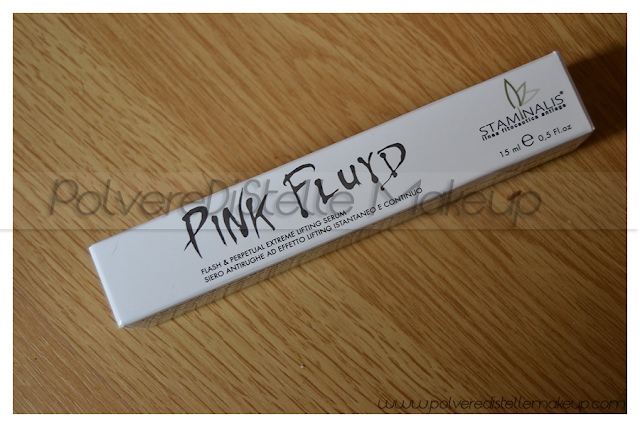 STAMINALIS®
linea fitoceutica antiage
15 ml e 0,5 Fl.oz
PINK FLUYD
FLASH & PERPETUAL EXTREME LIFTING SERUM
SIERO ANTIRUGHE AD EFFETTO LIFTING ISTANTANEO E CONTINUO
PolvereDiStelle Makeup
www.polveredistellemakeup.com